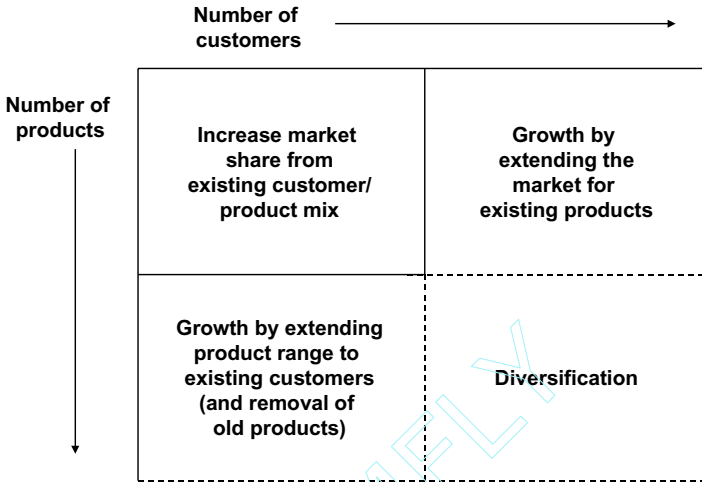 Number of
customers
Number of
products
Increase market
share from
existing customer/
product mix
Growth by
extending the
market for
existing products
Growth by extending
product range to
existing customers
(and removal of
old products)
Diversification
MFLY